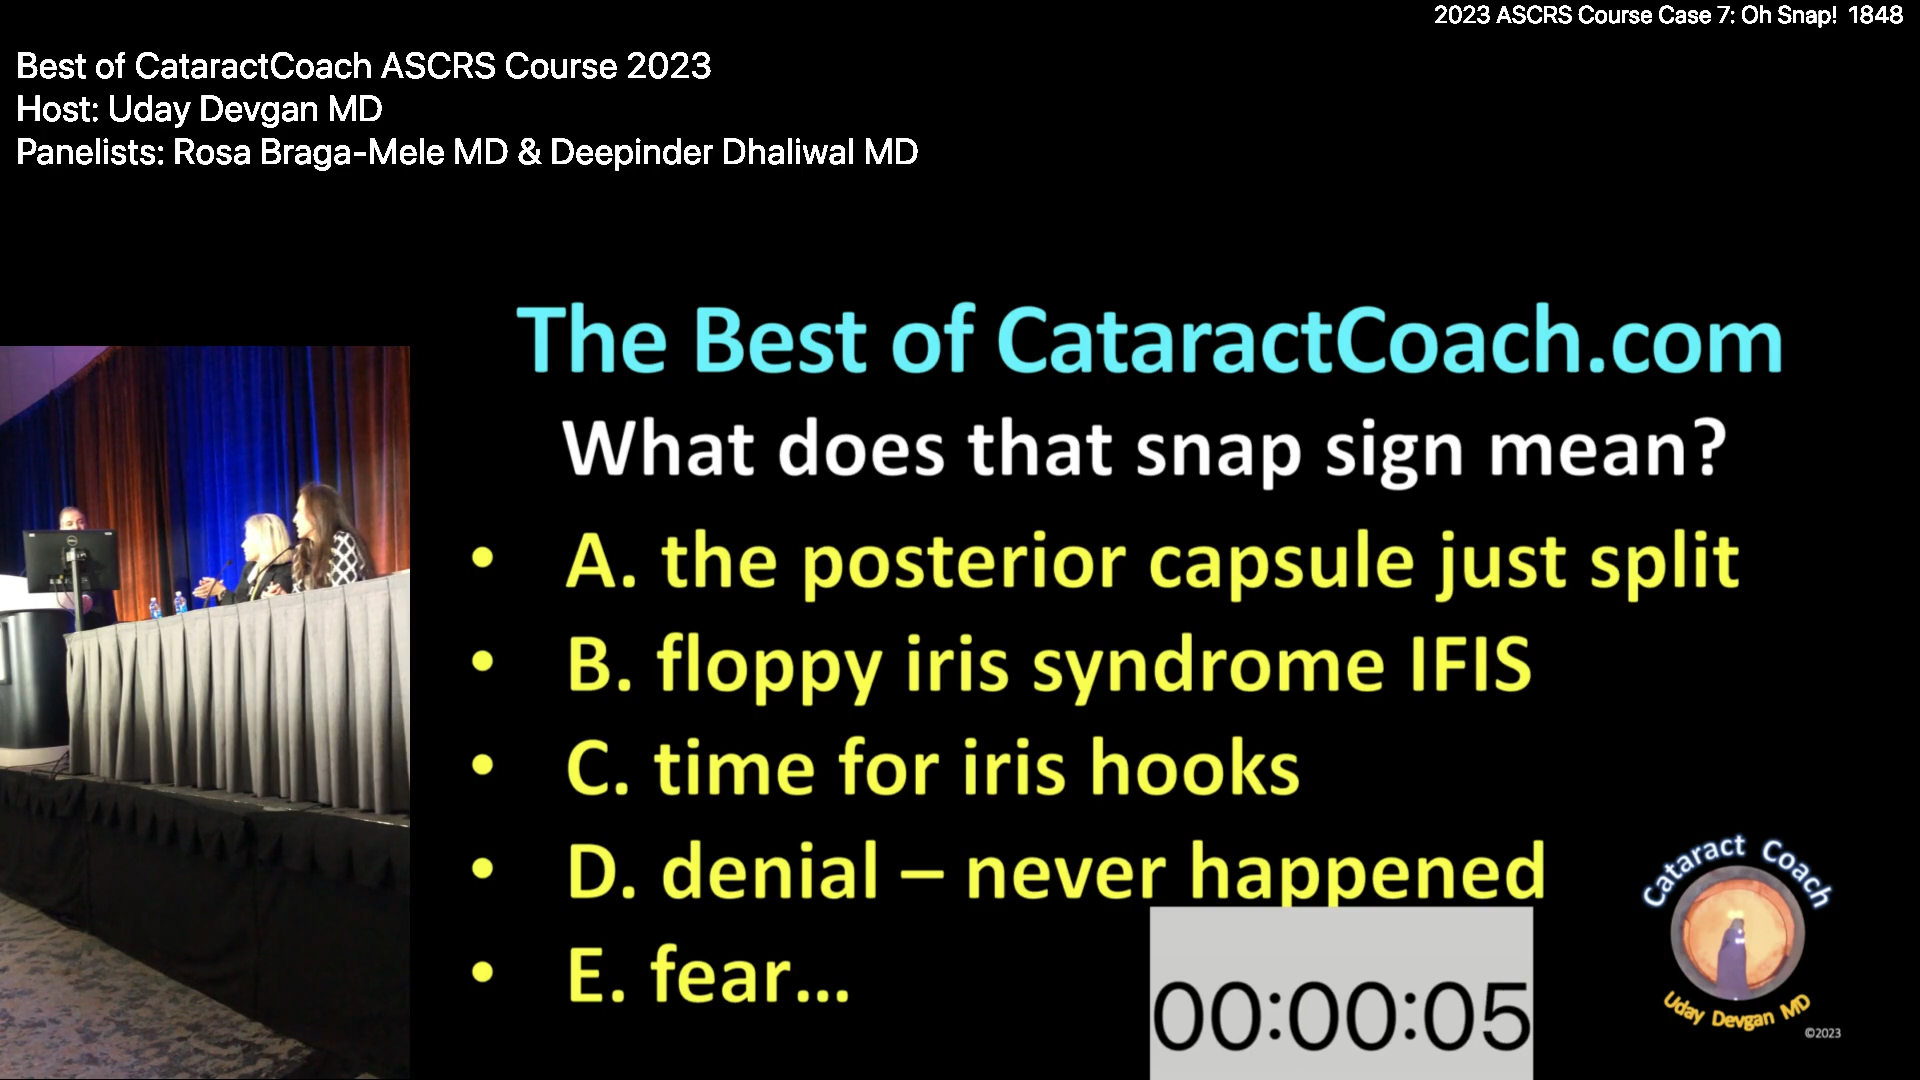 2023 ASCRS Course Case 7: Oh Snap! 1848
Best of CataractCoach ASCRS Course 2023
Host: Uday Devgan MD
Panelists: Rosa Braga-Mele MD & Deepinder Dhaliwal MD
The Best of CataractCoach.com
What does that snap sign mean?
• A. the posterior capsule just split
• B. floppy iris syndrome IFIS
• C. time for iris hooks
• D. denial – never happened
• E. fear...
00:00:05
Cataract Coach
Uday Devgan MD
©2023